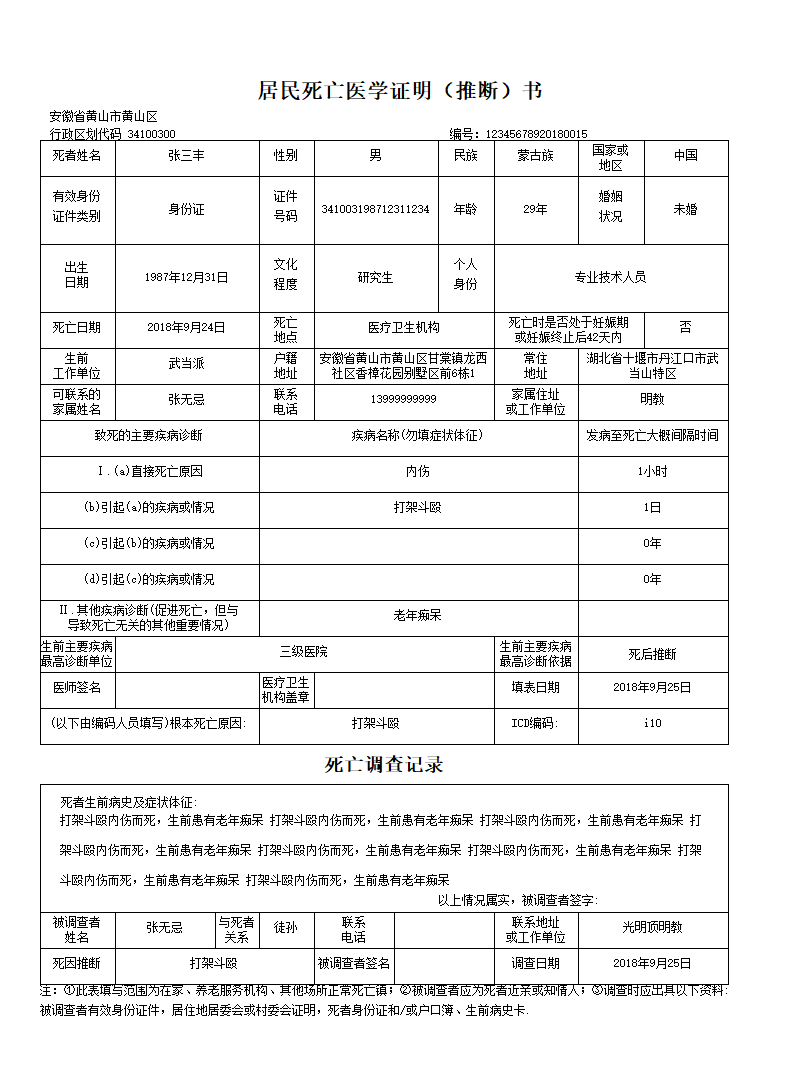 居民死亡医学证明（推断）书
安徽省黄山市黄山区
行政区划代码 34100300 编号: 12345678920180015
死者姓名 张三丰 性别 男 民族 蒙古族 国家或地区 中国
有效身份证件类别 身份证 证件号码 341003198712311234 年龄 29年 婚姻状况 未婚
出生日期 1987年12月31日 文化程度 研究生 个人身份 专业技术人员
死亡日期 2018年9月24日 死亡地点 医疗卫生机构 死亡时是否处于妊娠期或妊娠终止后42天内 否
生前工作单位 武当派 户籍地址 安徽省黄山市黄山区甘棠镇龙西社区香樟花园别墅区前6栋1 常住地址 湖北省十堰市丹江口市武当山特区
可联系的家属姓名 张无忌 联系电话 13999999999 家属住址或工作单位 明教
致死的主要疾病诊断 疾病名称(勿填症状体征) 发病至死亡大概间隔时间
Ⅰ.(a)直接死亡原因 内伤 1小时
(b)引起(a)的疾病或情况 打架斗殴 1日
(c)引起(b)的疾病或情况 0年
(d)引起(c)的疾病或情况 0年
Ⅱ.其他疾病诊断(促进死亡，但与导致死亡无关的其他重要情况) 老年痴呆
生前主要疾病最高诊断单位 三级医院 生前主要疾病最高诊断依据 死后推断
医师签名 医疗卫生机构盖章 填表日期 2018年9月25日
(以下由编码人员填写)根本死亡原因: 打架斗殴 ICD编码: i10
死亡调查记录
死者生前病史及症状体征:
打架斗殴内伤而死，生前患有老年痴呆 打架斗殴内伤而死，生前患有老年痴呆 打架斗殴内伤而死，生前患有老年痴呆 打
架斗殴内伤而死，生前患有老年痴呆 打架斗殴内伤而死，生前患有老年痴呆 打架斗殴内伤而死，生前患有老年痴呆 打架
斗殴内伤而死，生前患有老年痴呆 打架斗殴内伤而死，生前患有老年痴呆
以上情况属实，被调查者签字:
被调查者姓名 张无忌 与死者关系 徒孙 联系电话 联系地址或工作单位 光明顶明教
死因推断 打架斗殴 被调查者签名 调查日期 2018年9月25日
注: ①此表填写范围为在家、养老服务机构、其他场所正常死亡镇；②被调查者应为死者近亲或知情人；③调查时应出具以下资料:
被调查者有效身份证件，居住地居委会或村委会证明，死者身份证和/或户口簿、生前病史卡.